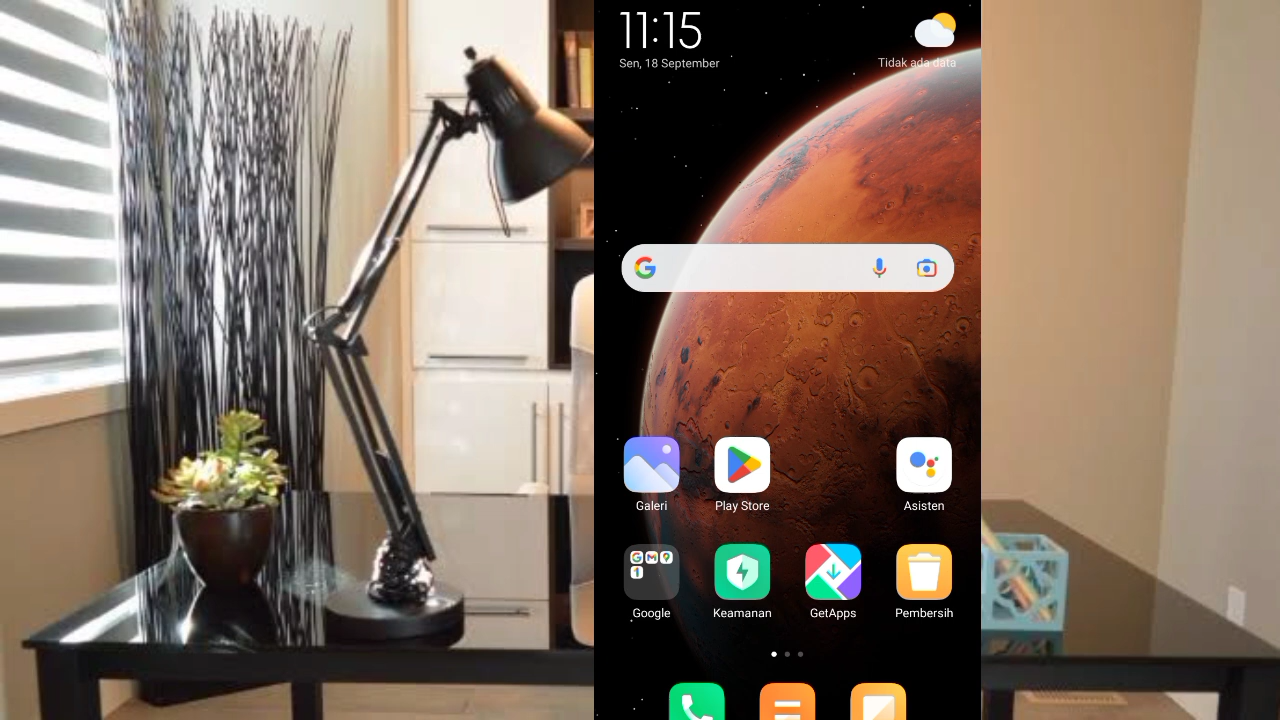 11:15
Sen, 18 September
Tidak ada data
Galeri
Play Store
Asisten
Google
Keamanan
GetApps
Pembersih